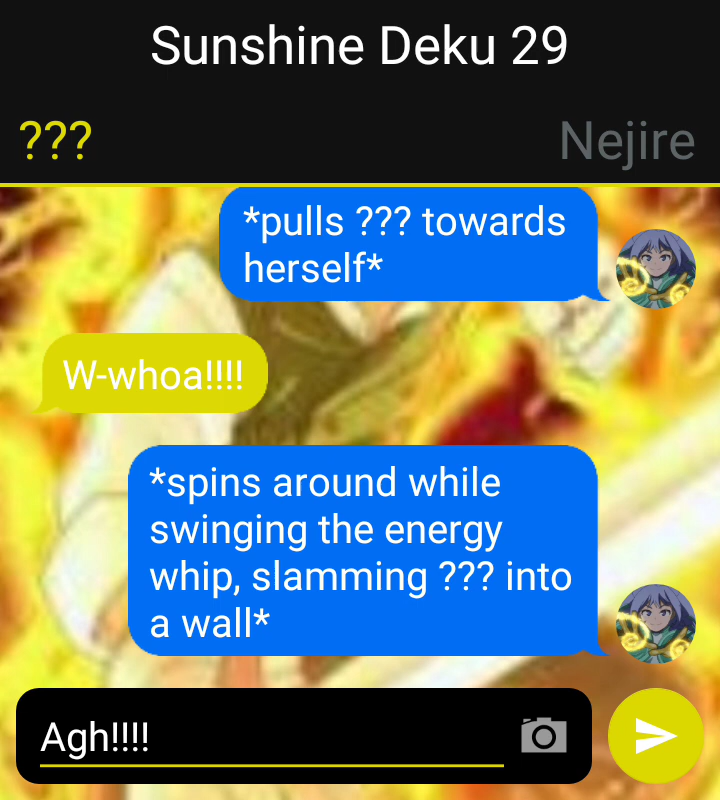 Sunshine Deku 29
??? Nejire
*pulls ??? towards
herself*
W-whoa!!!!
*spins around while
swinging the energy
whip, slamming ??? into
a wall*
Agh!!!!